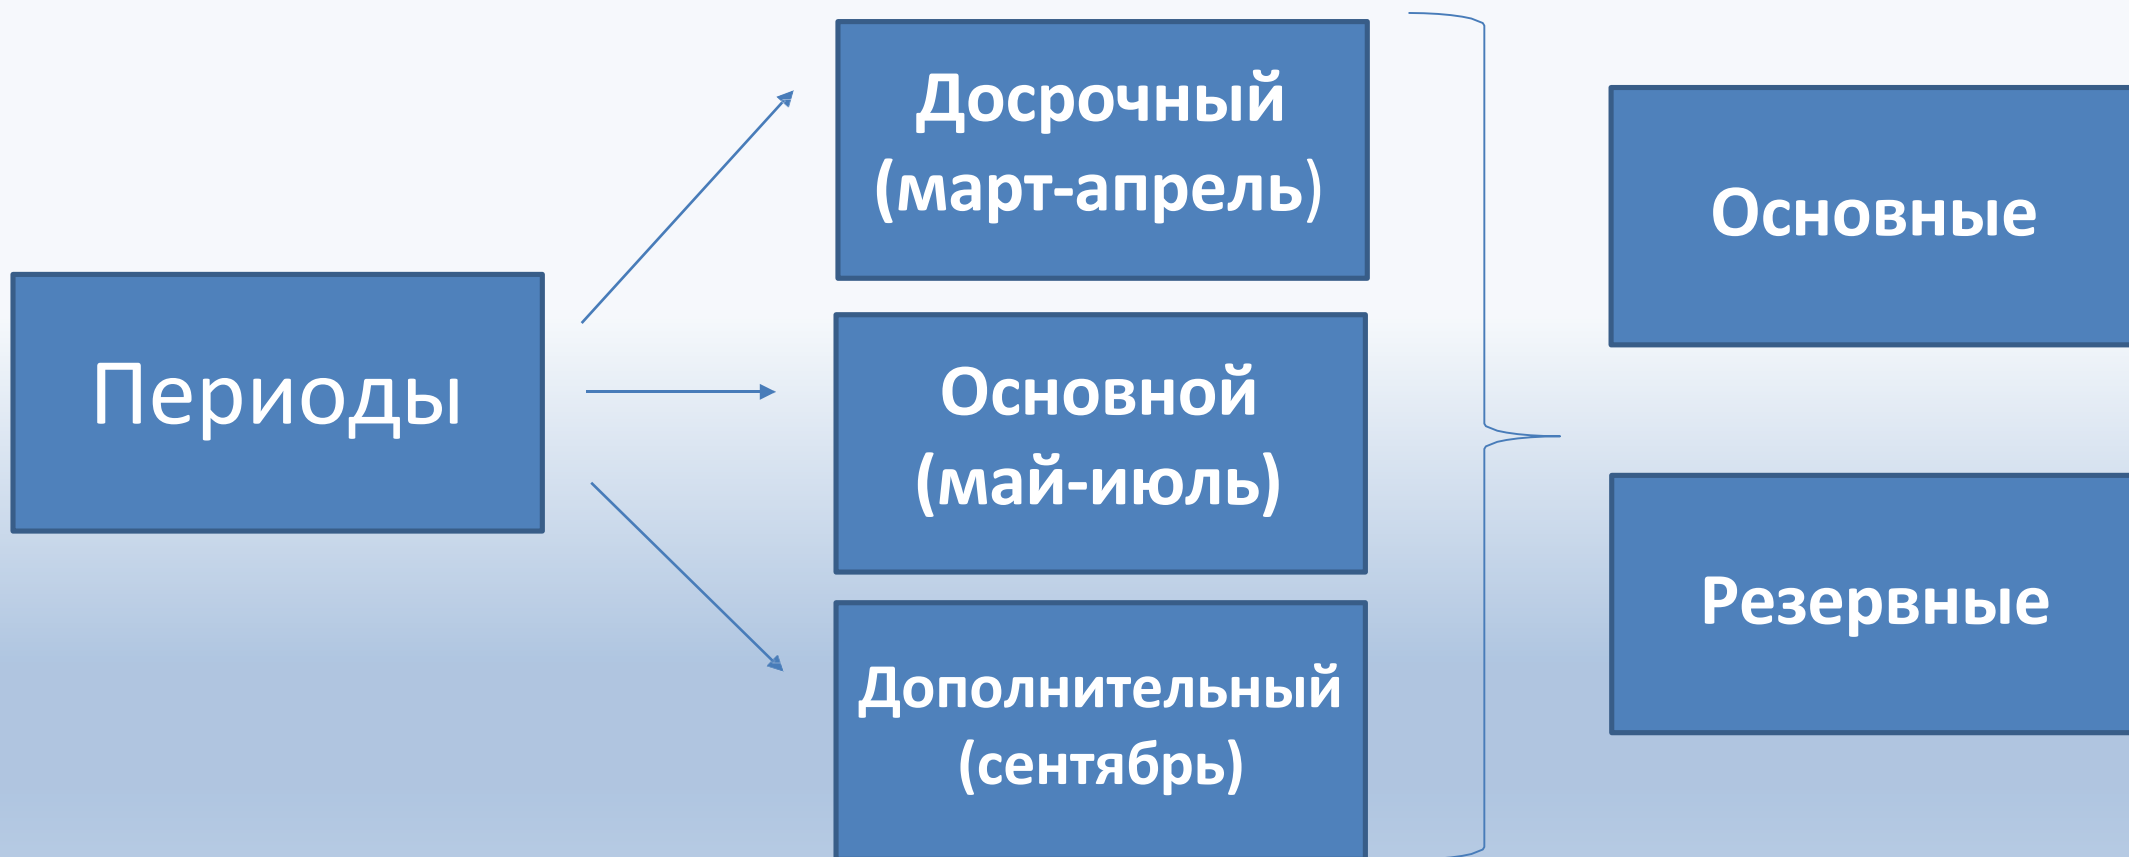 Периоды
Досрочный
(март-апрель)
Основной
(май-июль)
Дополнительный
(сентябрь)
Основные
Резервные